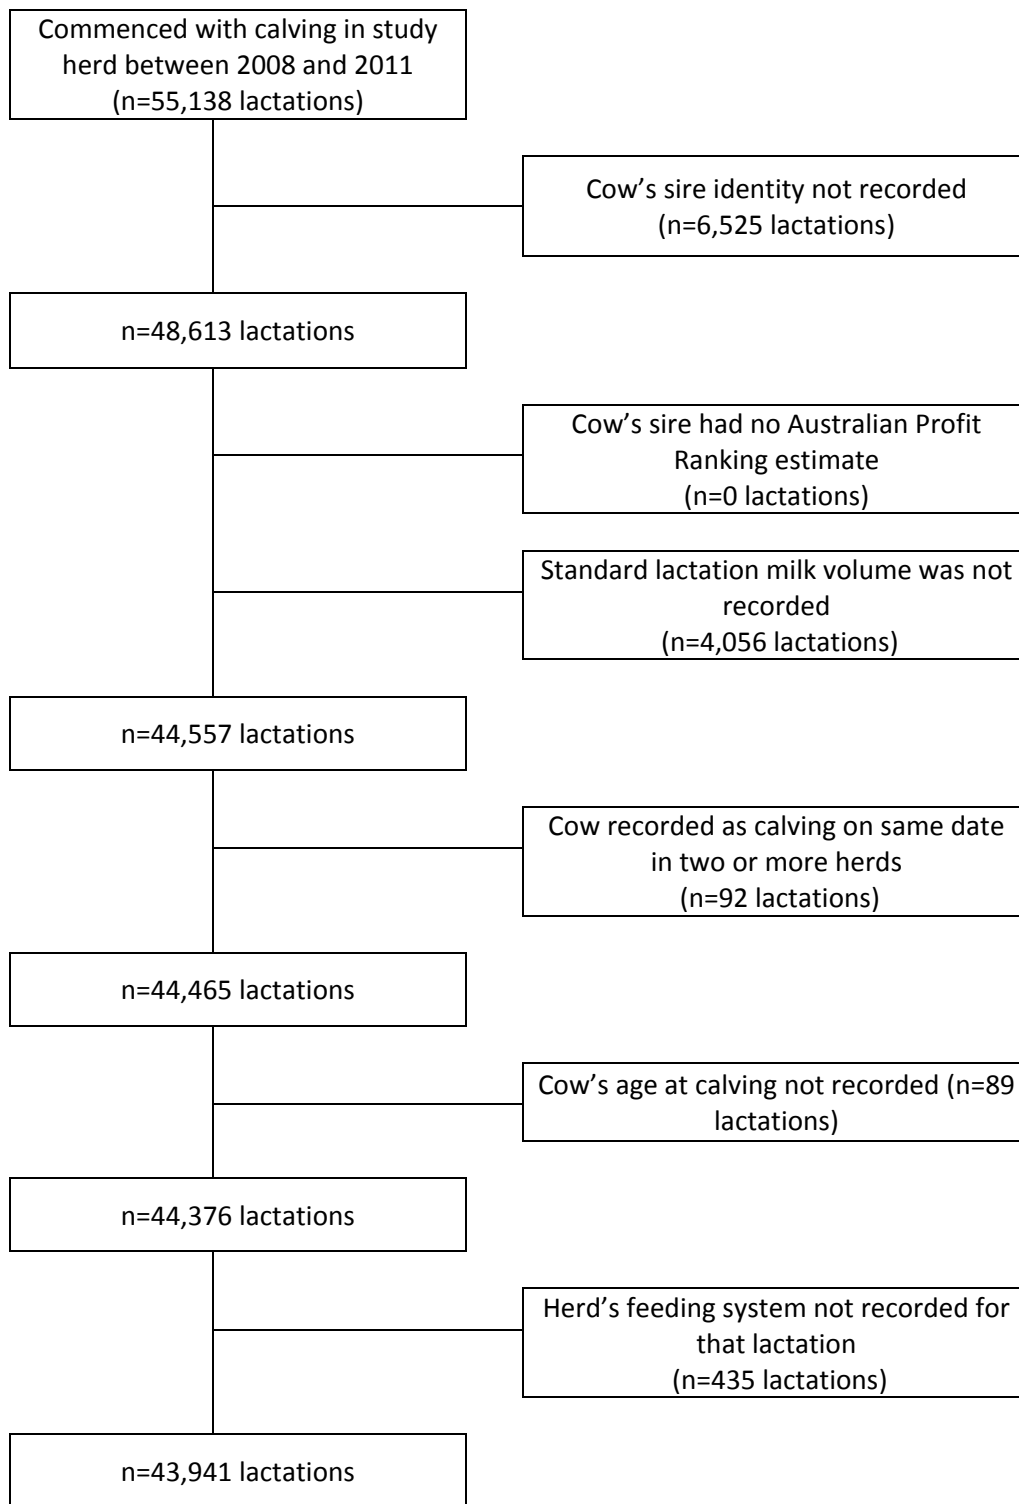 Commenced with calving in study
herd between 2008 and 2011
(n=55,138 lactations)
Cow’s sire identity not recorded
(n=6,525 lactations)
n=48,613 lactations
Cow’s sire had no Australian Profit
Ranking estimate
(n=0 lactations)
Standard lactation milk volume was not
recorded
(n=4,056 lactations)
n=44,557 lactations
Cow recorded as calving on same date
in two or more herds
(n=92 lactations)
n=44,465 lactations
Cow’s age at calving not recorded (n=89
lactations)
n=44,376 lactations
Herd’s feeding system not recorded for
that lactation
(n=435 lactations)
n=43,941 lactations